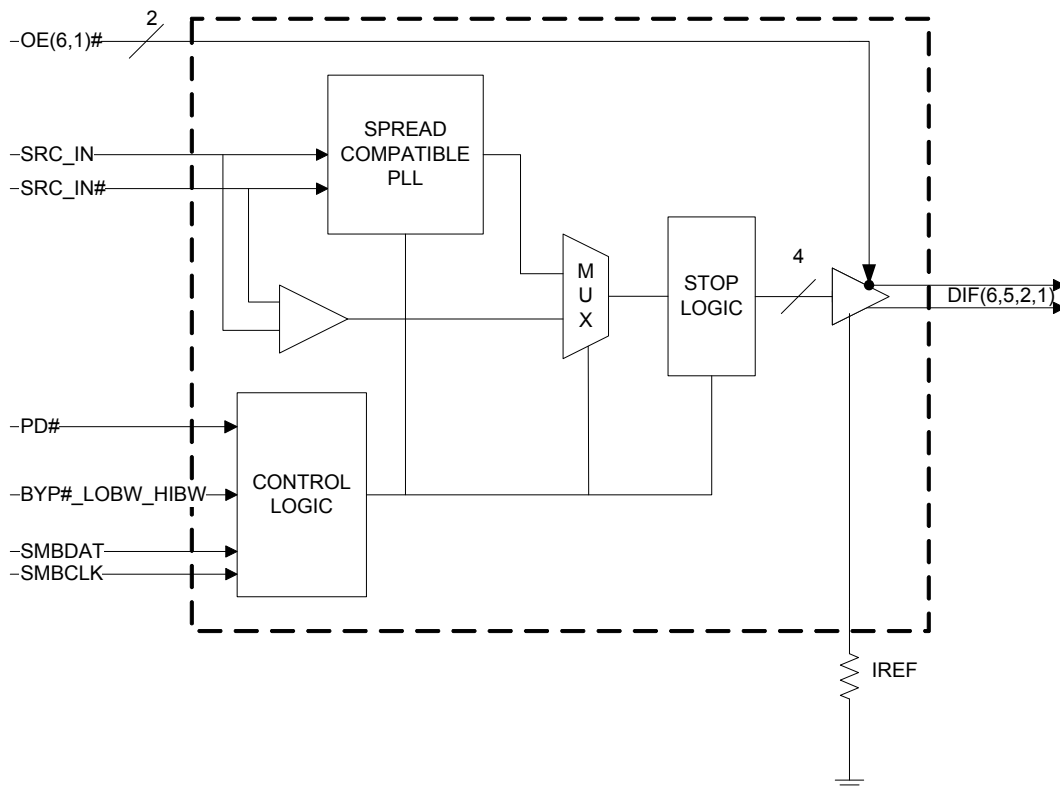 2
OE(6,1)#
SPREAD
COMPATIBLE
PLL
SRC_IN
SRC_IN#
M
U
X
STOP
LOGIC
4
DIF(6,5,2,1)
PD#
BYP#_LOBW_HIBW
CONTROL
LOGIC
SMBDAT
SMBCLK
IREF